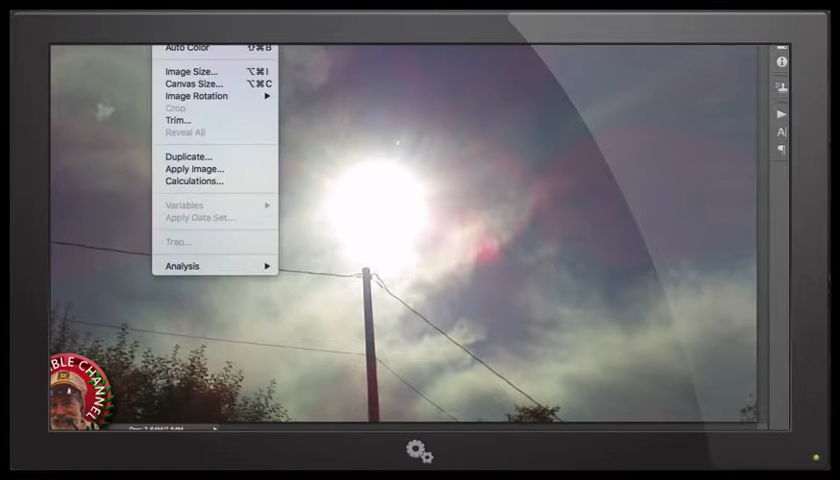 Auto Color ⇧⌘B
Image Size... ⌥⌘I
Canvas Size... ⌥⌘C
Image Rotation
Crop
Trim...
Reveal All
Duplicate...
Apply Image...
Calculations...
Variables
Apply Data Set...
Trap...
Analysis
BLE CHANNEL